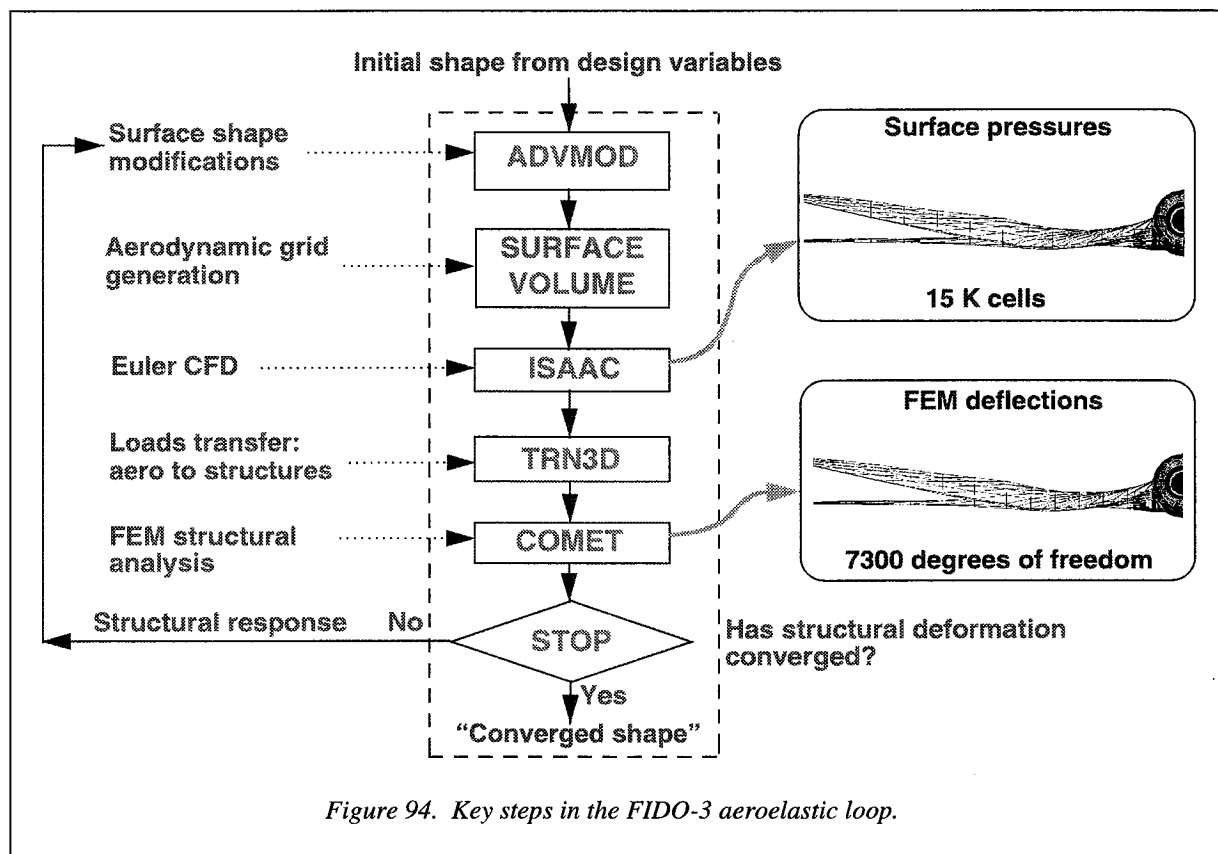 Initial shape from design variables
Surface shape
modifications
ADVMOD
Aerodynamic grid
generation
SURFACE
VOLUME
Euler CFD
ISAAC
Loads transfer:
aero to structures
TRN3D
FEM structural
analysis
COMET
Structural response
No
STOP
Has structural deformation
converged?
Yes
“Converged shape”
Surface pressures
15 K cells
FEM deflections
7300 degrees of freedom
Figure 94. Key steps in the FIDO-3 aeroelastic loop.